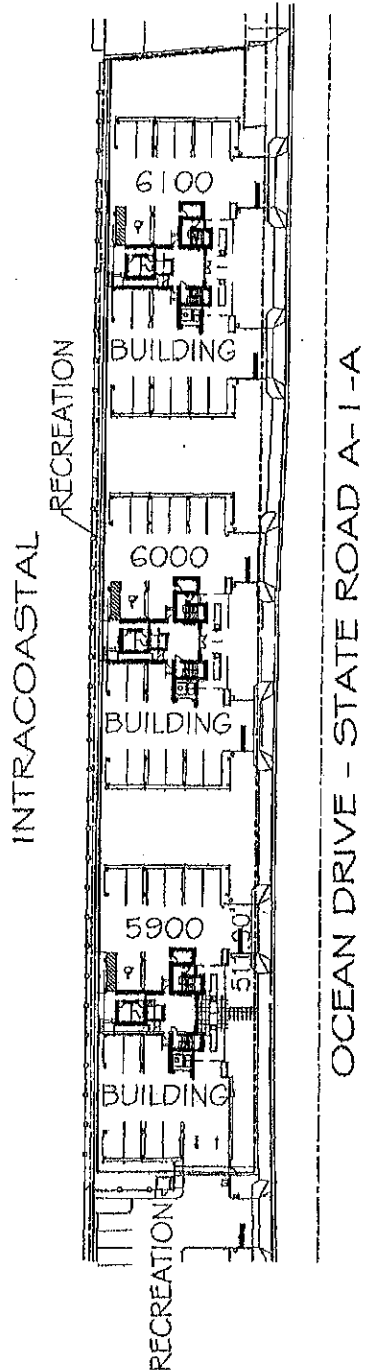 INTRACOASTAL
RECREATION
BUILDING 6100
BUILDING 6000
BUILDING 5900
RECREATION
OCEAN DRIVE - STATE ROAD A-1-A